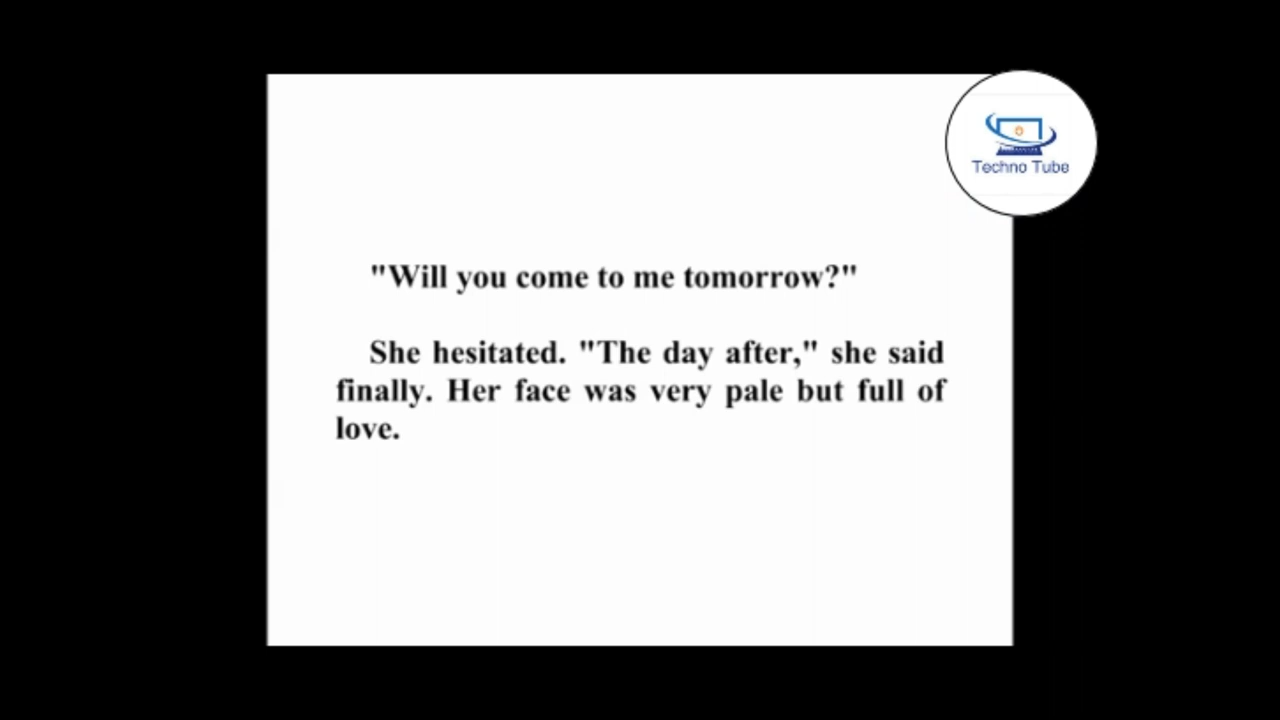 Techno Tube
"Will you come to me tomorrow?"
She hesitated. "The day after," she said
finally. Her face was very pale but full of
love.